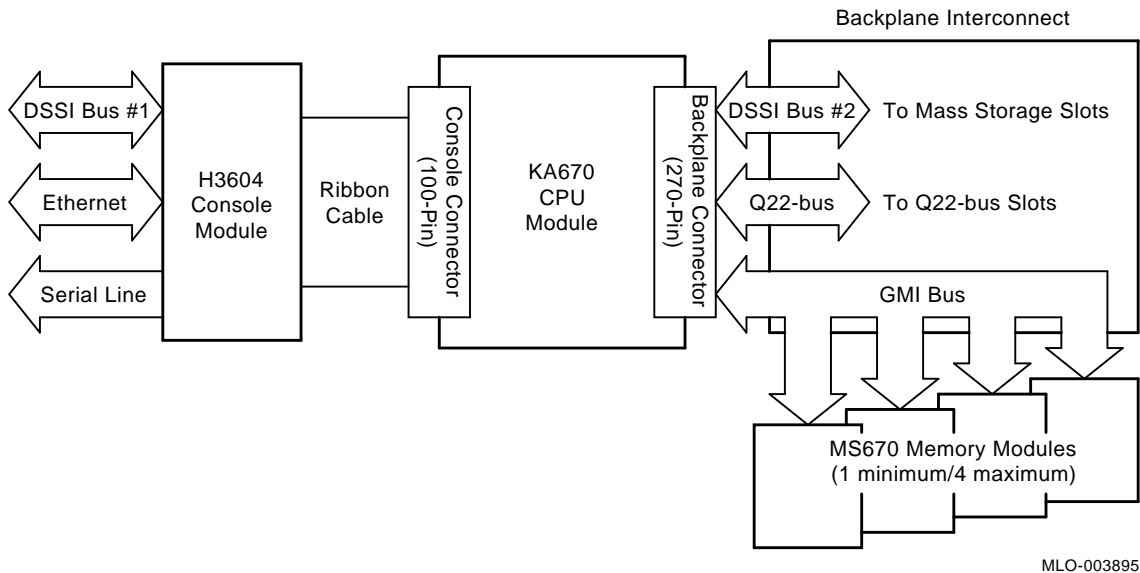 Backplane Interconnect
DSSI Bus #1
Ethernet
Serial Line
H3604
Console
Module
Ribbon
Cable
Console Connector
(100-Pin)
KA670
CPU
Module
Backplane Connector
(270-Pin)
DSSI Bus #2
To Mass Storage Slots
Q22-bus
To Q22-bus Slots
GMI Bus
MS670 Memory Modules
(1 minimum/4 maximum)
MLO-003895